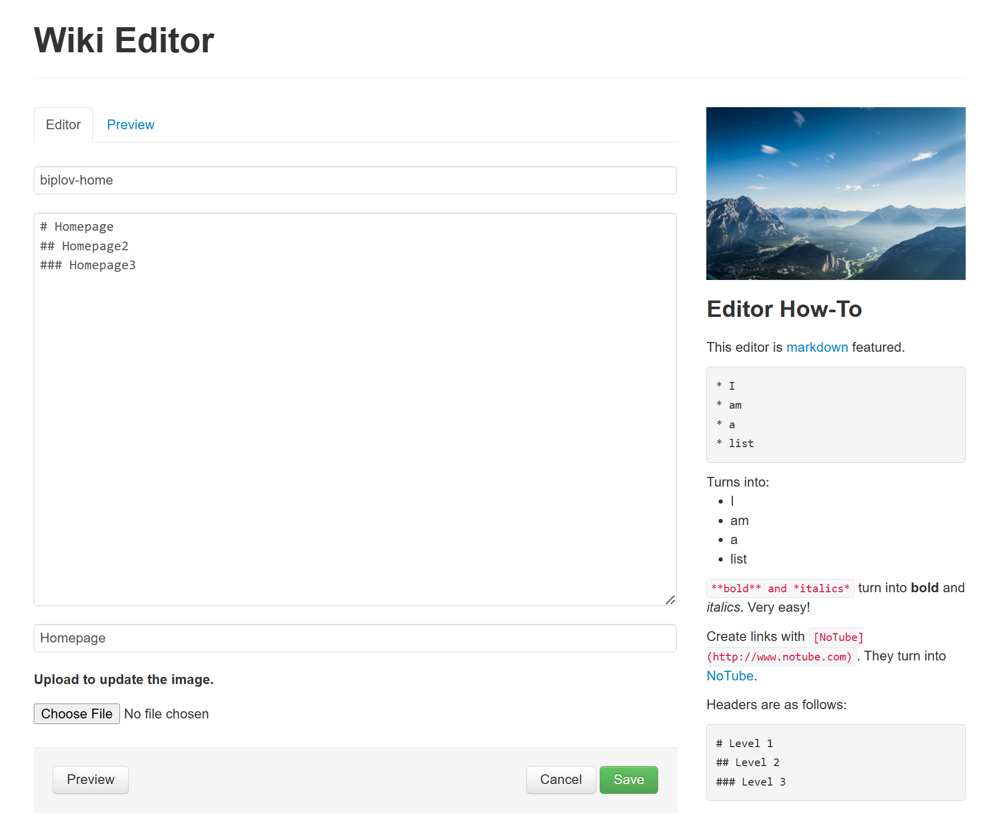 Wiki Editor
Editor
Preview
biplov-home
# Homepage
## Homepage2
### Homepage3
Homepage
Upload to update the image.
Choose File No file chosen
Preview
Cancel
Save
Editor How-To
This editor is markdown featured.
* I
* am
* a
* list
Turns into:
• I
• am
• a
• list
**bold** and *italics* turn into bold and
italics. Very easy!
Create links with [NoTube]
(http://www.notube.com) . They turn into
NoTube.
Headers are as follows:
# Level 1
## Level 2
### Level 3